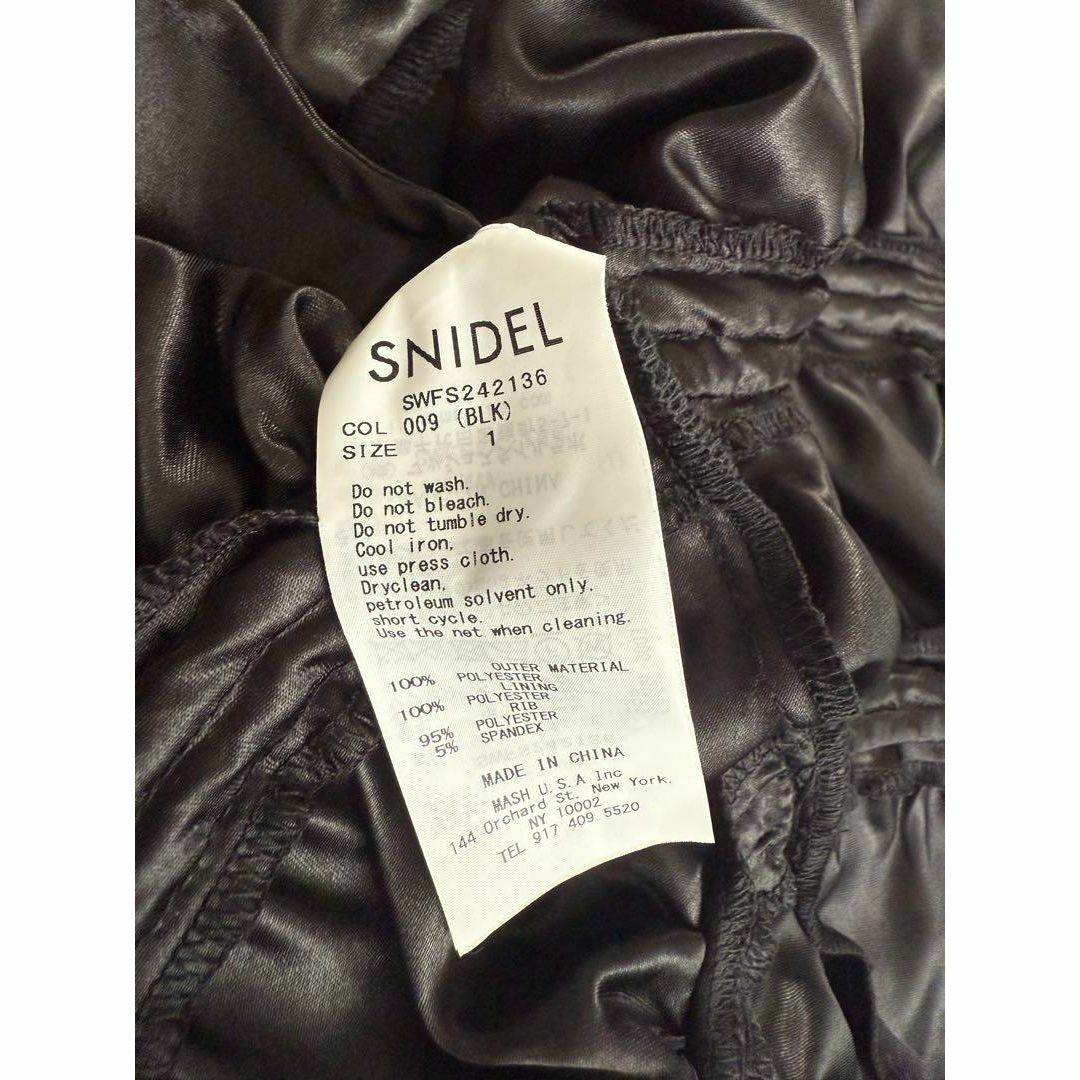 SNIDEL
SWFS242136
COL 009 (BLK)
SIZE 1
Do not wash.
Do not bleach.
Do not tumble dry.
Cool iron,
use press cloth.
Dryclean,
petroleum solvent only.
short cycle.
Use the net when cleaning.
OUTER MATERIAL
100% POLYESTER
LINING
100% POLYESTER
RIB
95% POLYESTER
5% SPANDEX
MADE IN CHINA
MASH U.S.A Inc
144 Orchard St. New York.
NY 10002
TEL 917 409 5520